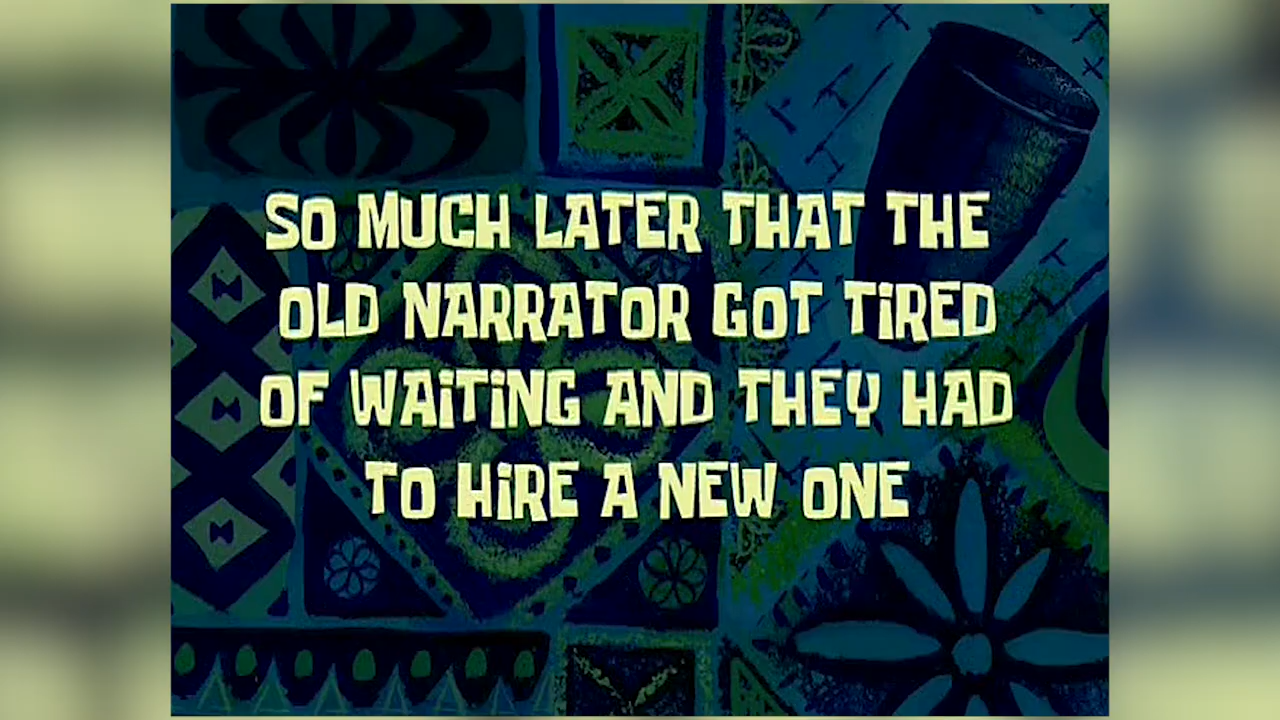 SO MUCH LATER THAT THE
OLD NARRATOR GOT TiRED
OF WAiTiNG AND THEY HAD
TO HiRE A NEW ONE